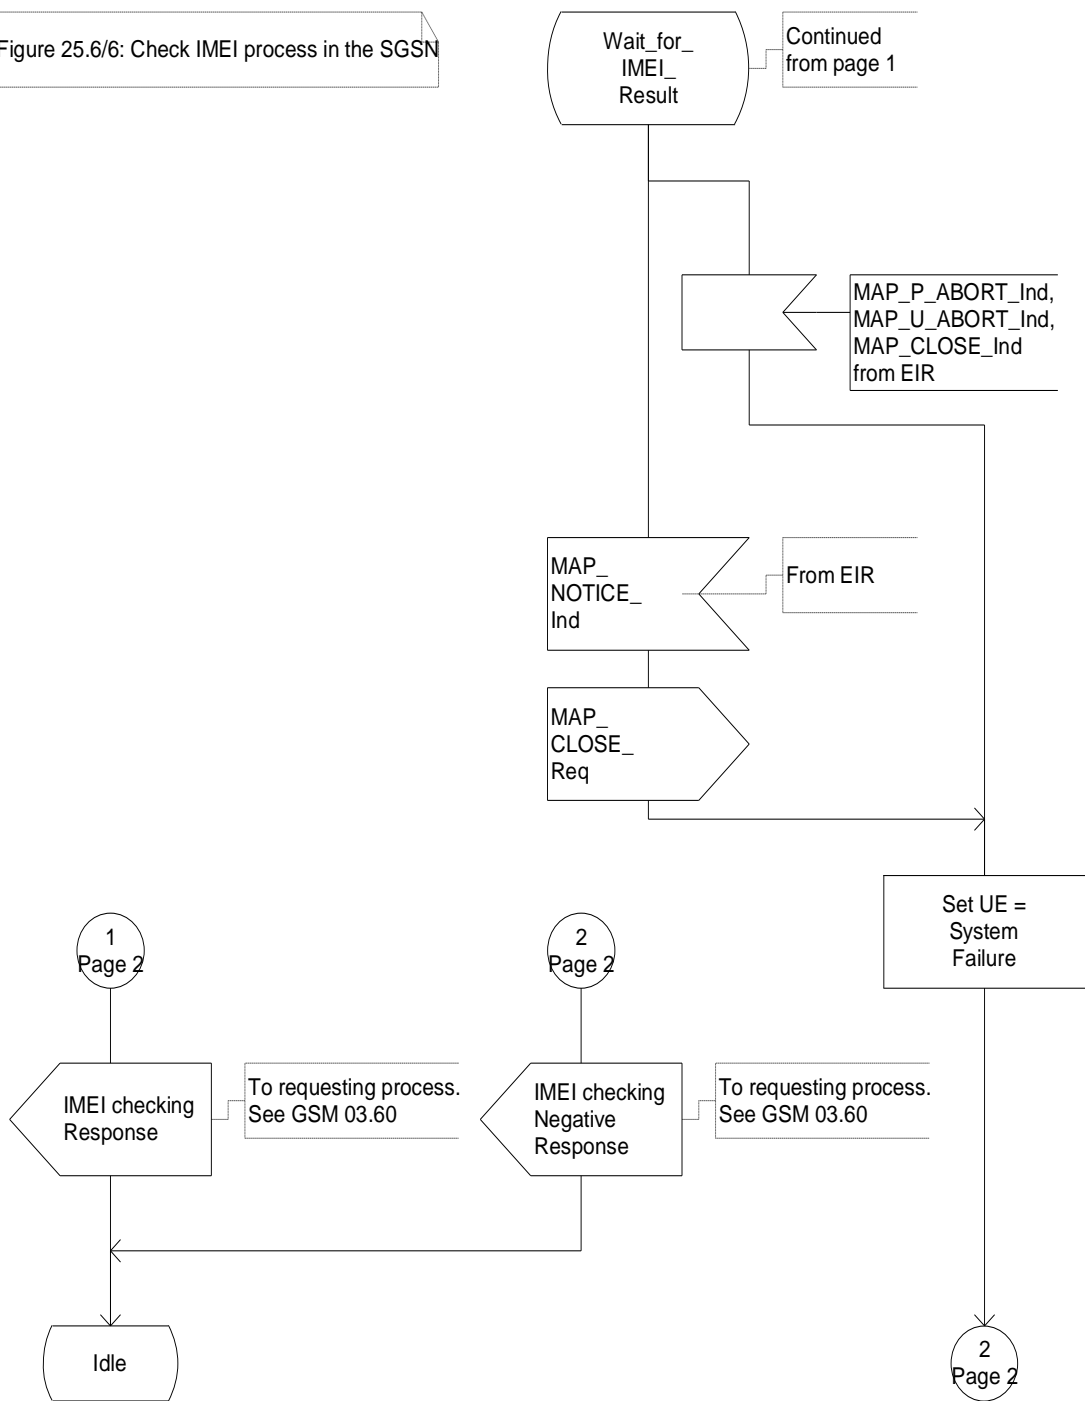 Figure 25.6/6: Check IMEI process in the SGSN
Wait_for_
IMEI_
Result
Continued
from page 1
MAP_P_ABORT_Ind,
MAP_U_ABORT_Ind,
MAP_CLOSE_Ind
from EIR
MAP_
NOTICE_
Ind
From EIR
MAP_
CLOSE_
Req
Set UE =
System
Failure
1
Page 2
2
Page 2
IMEI checking
Response
To requesting process.
See GSM 03.60
IMEI checking
Negative
Response
To requesting process.
See GSM 03.60
Idle
2
Page 2